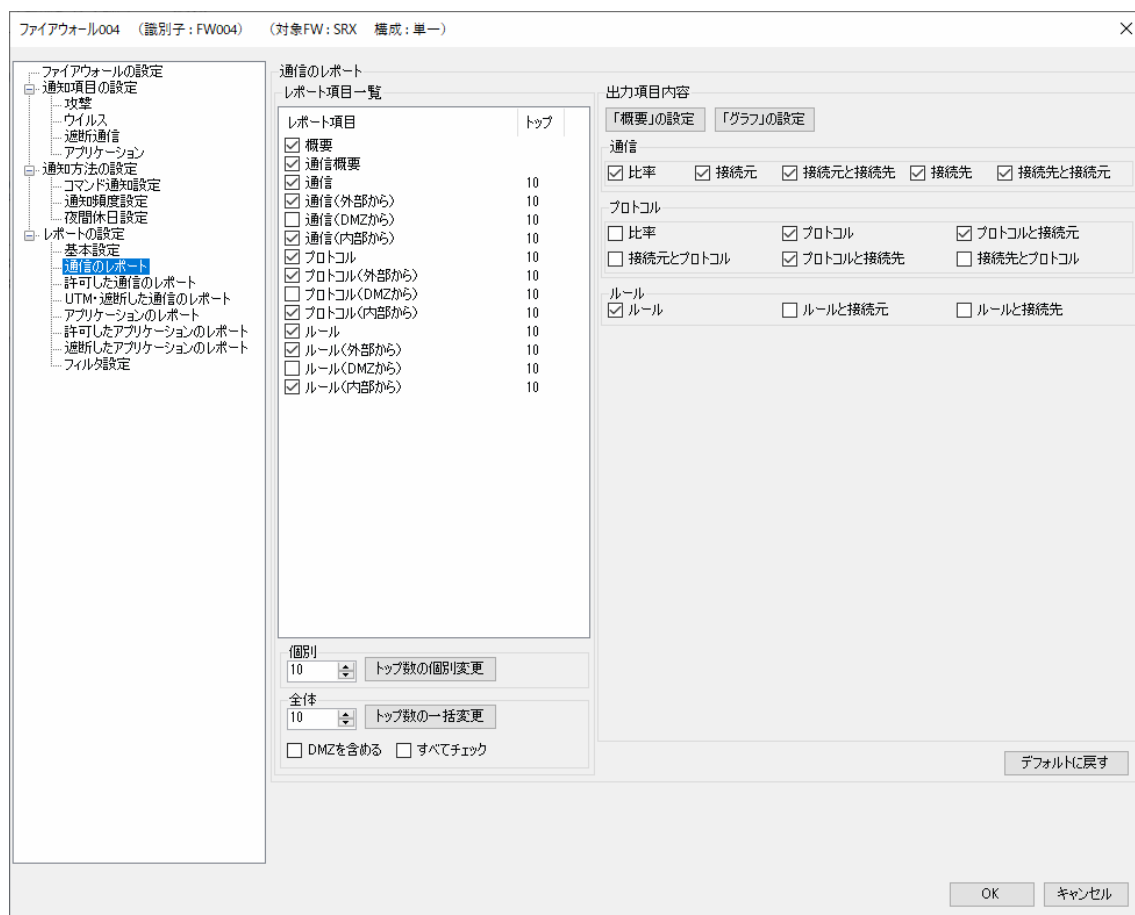 ファイアウォール004　(識別子：FW004)　　(対象FW：SRX　構成：単一)
ファイアウォールの設定
通知項目の設定
攻撃
ウイルス
遮断通信
アプリケーション
通知方法の設定
コマンド通知設定
通知頻度設定
夜間休日設定
レポートの設定
基本設定
通信のレポート
許可した通信のレポート
UTM・遮断した通信のレポート
アプリケーションのレポート
許可したアプリケーションのレポート
遮断したアプリケーションのレポート
フィルタ設定
通信のレポート
レポート項目一覧
レポート項目 トップ
概要
通信概要
通信 10
通信(外部から) 10
通信(DMZから) 10
通信(内部から) 10
プロトコル 10
プロトコル(外部から) 10
プロトコル(DMZから) 10
プロトコル(内部から) 10
ルール 10
ルール(外部から) 10
ルール(DMZから) 10
ルール(内部から) 10
個別
10 トップ数の個別変更
全体
10 トップ数の一括変更
DMZを含める すべてチェック
出力項目内容
「概要」の設定 「グラフ」の設定
通信
比率 接続元 接続元と接続先 接続先 接続先と接続元
プロトコル
比率 プロトコル プロトコルと接続元
接続元とプロトコル プロトコルと接続先 接続先とプロトコル
ルール
ルール ルールと接続元 ルールと接続先
デフォルトに戻す
OK キャンセル